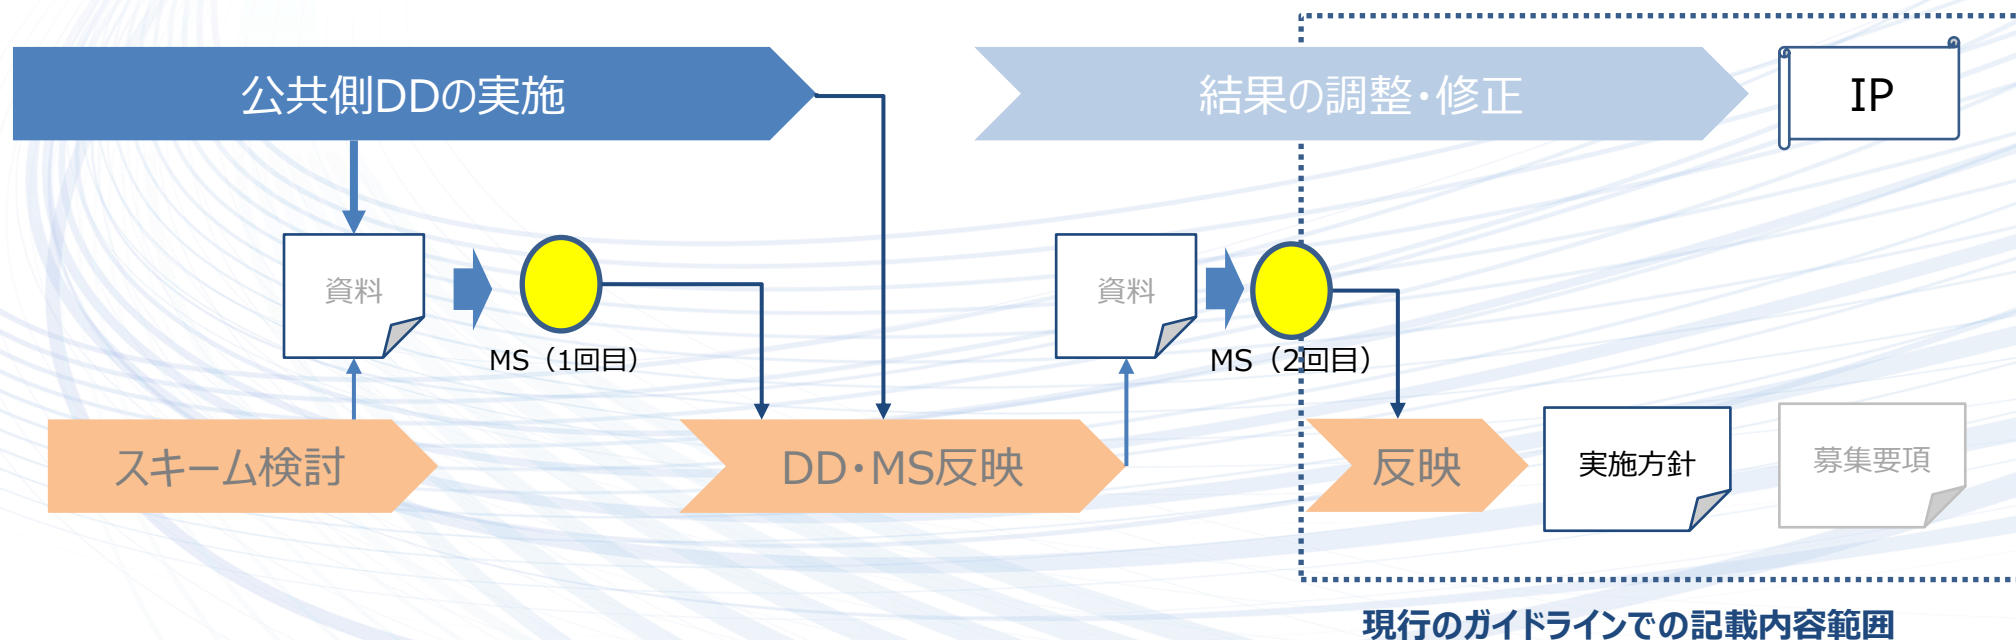 公共側DDの実施
結果の調整・修正
IP
資料
資料
MS（1回目）
MS（2回目）
スキーム検討
DD・MS反映
反映
実施方針
募集要項
現行のガイドラインでの記載内容範囲